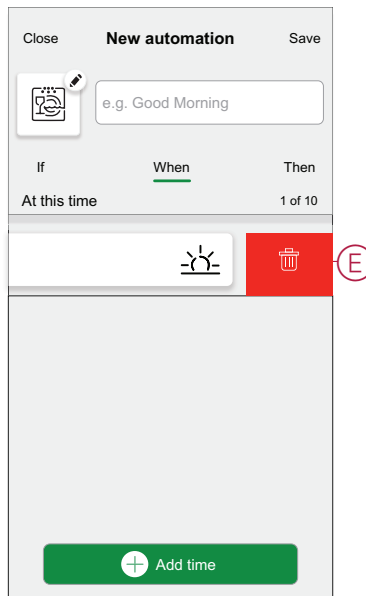 Close New automation Save
e.g. Good Morning
If When Then
At this time 1 of 10
E
Add time